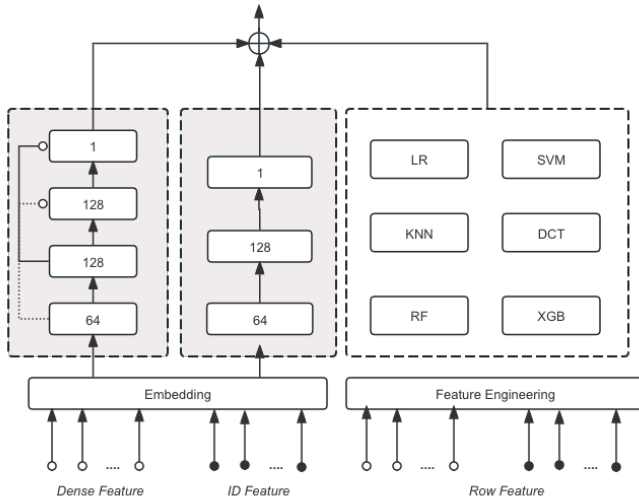 1
128
128
64
1
128
64
LR
SVM
KNN
DCT
RF
XGB
Embedding
Feature Engineering
....
....
....
....
Dense Feature
ID Feature
Row Feature